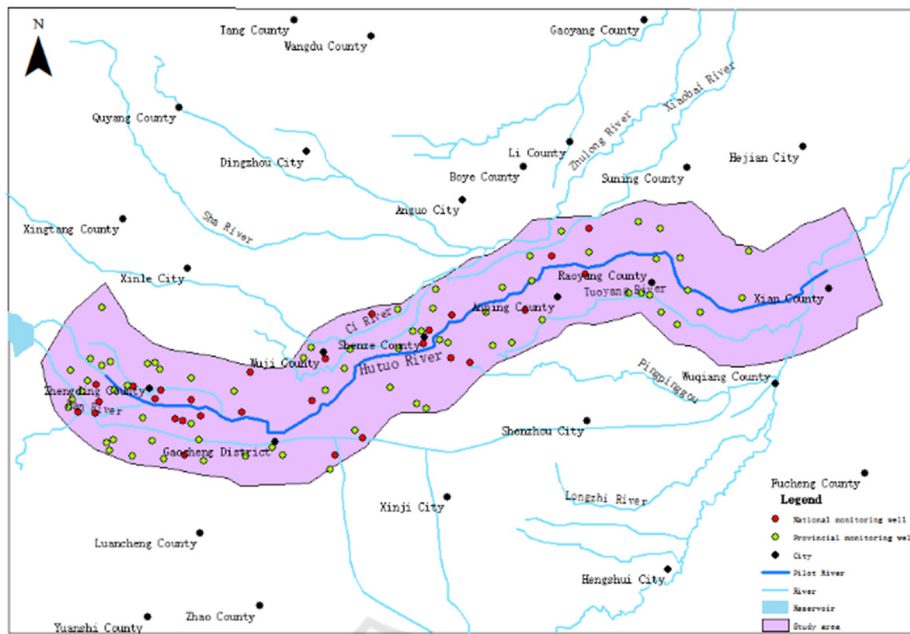 N
Tang County
Wangdu County
Gaoyang County
Quyang County
Xiaobai River
Zhulong River
Dingzhou City
Li County
Hejian City
Boye County
Suning County
Anguo City
Sha River
Xingtang County
Xinle City
Raoyang County
Tuoyang River
Xian County
Anping County
Ci River
Shenze County
Wuji County
Hutuo River
Pingpinggou
Wuqiang County
Zhengding County
River
Shenzhou City
Gaocheng District
Fucheng County
Longzhi River
Xinji City
Luancheng County
Hengshui City
Zhao County
Yuanshi County
Legend
National monitoring well
Provincial monitoring well
City
Pilot River
River
Reservoir
Study area